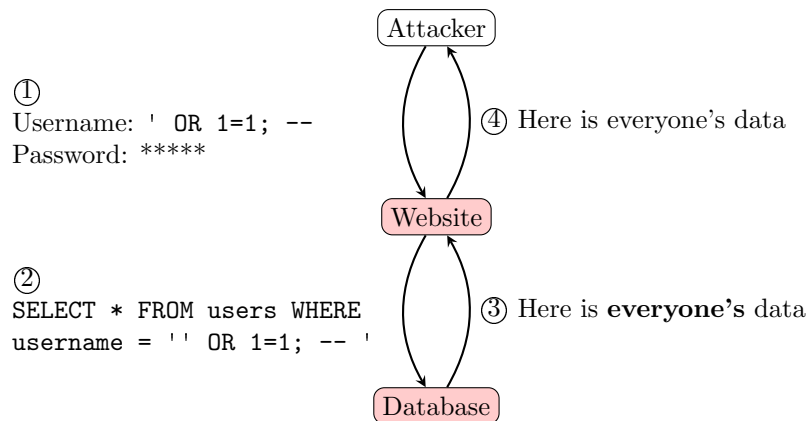 Attacker
①
Username: ' OR 1=1; --
Password: *****
④ Here is everyone's data
Website
②
SELECT * FROM users WHERE
username = '' OR 1=1; -- '
③ Here is everyone's data
Database